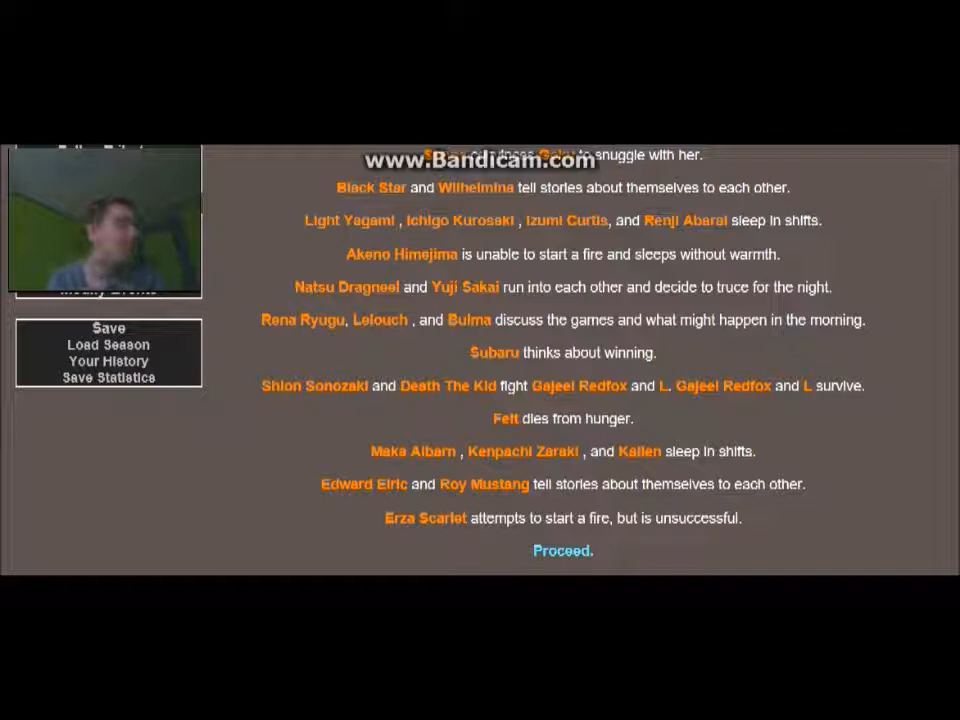 www.Bandicam.com
to snuggle with her.
Black Star and Wilhelmina tell stories about themselves to each other.
Light Yagami , Ichigo Kurosaki , Izumi Curtis, and Renji Abarai sleep in shifts.
Akeno Himejima is unable to start a fire and sleeps without warmth.
Natsu Dragneel and Yuji Sakai run into each other and decide to truce for the night.
Rena Ryugu, Lelouch , and Bulma discuss the games and what might happen in the morning.
Subaru thinks about winning.
Shion Sonozaki and Death The Kid fight Gajeel Redfox and L. Gajeel Redfox and L survive.
Felt dies from hunger.
Maka Albarn , Kenpachi Zaraki , and Kallen sleep in shifts.
Edward Elric and Roy Mustang tell stories about themselves to each other.
Erza Scarlet attempts to start a fire, but is unsuccessful.
Proceed.
Save
Load Season
Your History
Save Statistics